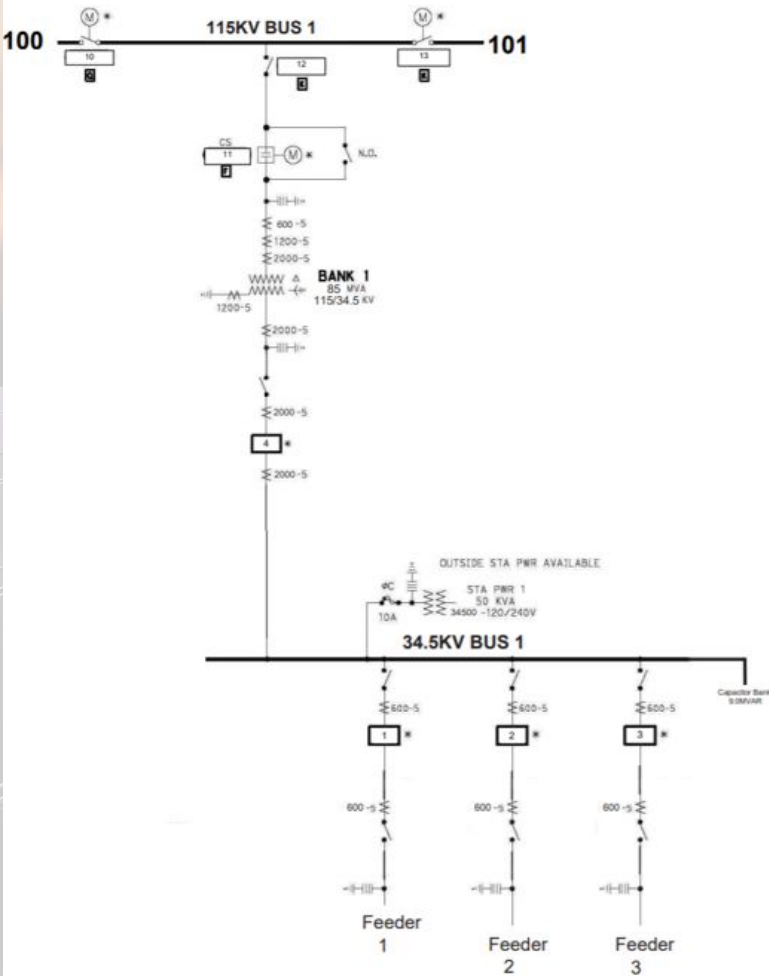 M *
M *
100
115KV BUS 1
101
10
12
13
CS
11
M *
N.O.
F
600-5
1200-5
2000-5
BANK 1
85 MVA
115/34.5 KV
1200-5
2000-5
2000-5
4 *
2000-5
OUTSIDE STA PWR AVAILABLE
øC
STA PWR 1
50 KVA
34500 -120/240V
10A
34.5KV BUS 1
Capacitor Bank
9.0MVAR
600-5
600-5
600-5
1 *
2 *
3 *
600-5
600-5
600-5
Feeder
1
Feeder
2
Feeder
3